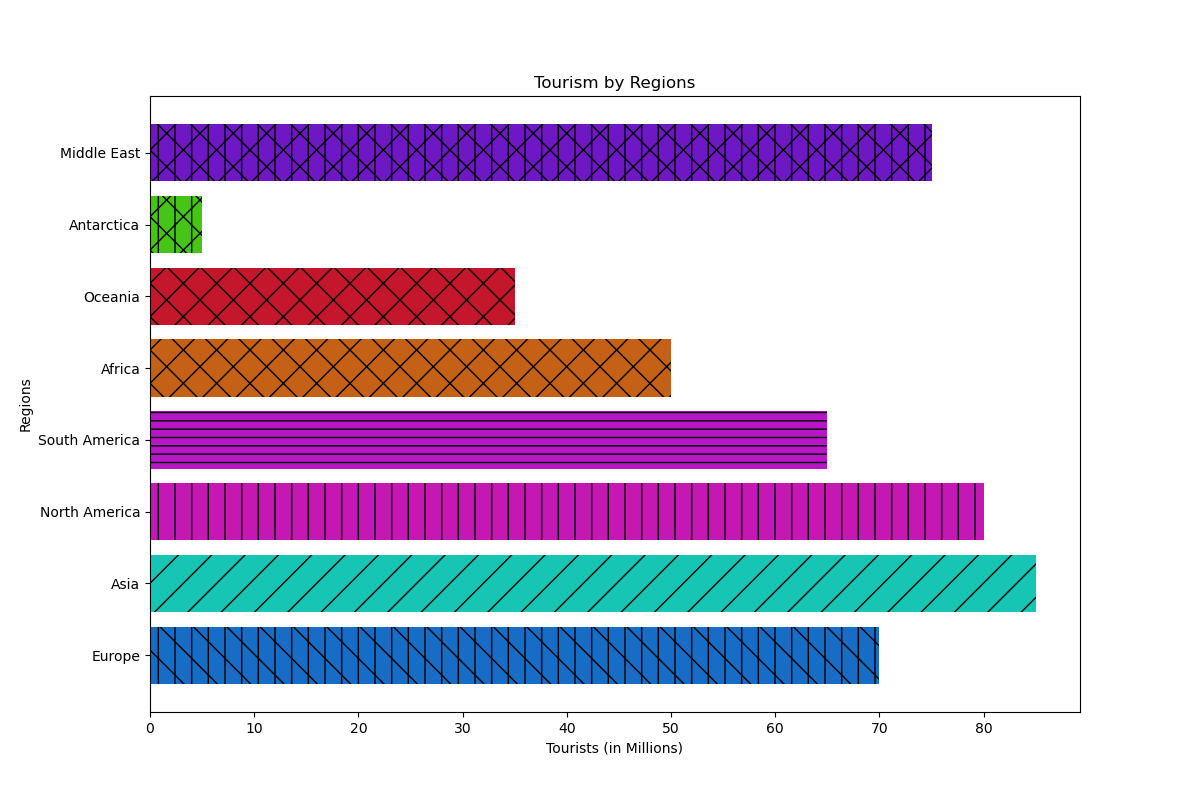 Tourism by Regions
Regions
Middle East
Antarctica
Oceania
Africa
South America
North America
Asia
Europe
0 10 20 30 40 50 60 70 80
Tourists (in Millions)